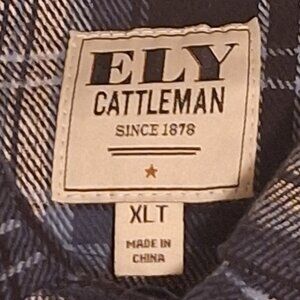 ELY
CATTLEMAN
SINCE 1878
XLT
MADE IN
CHINA